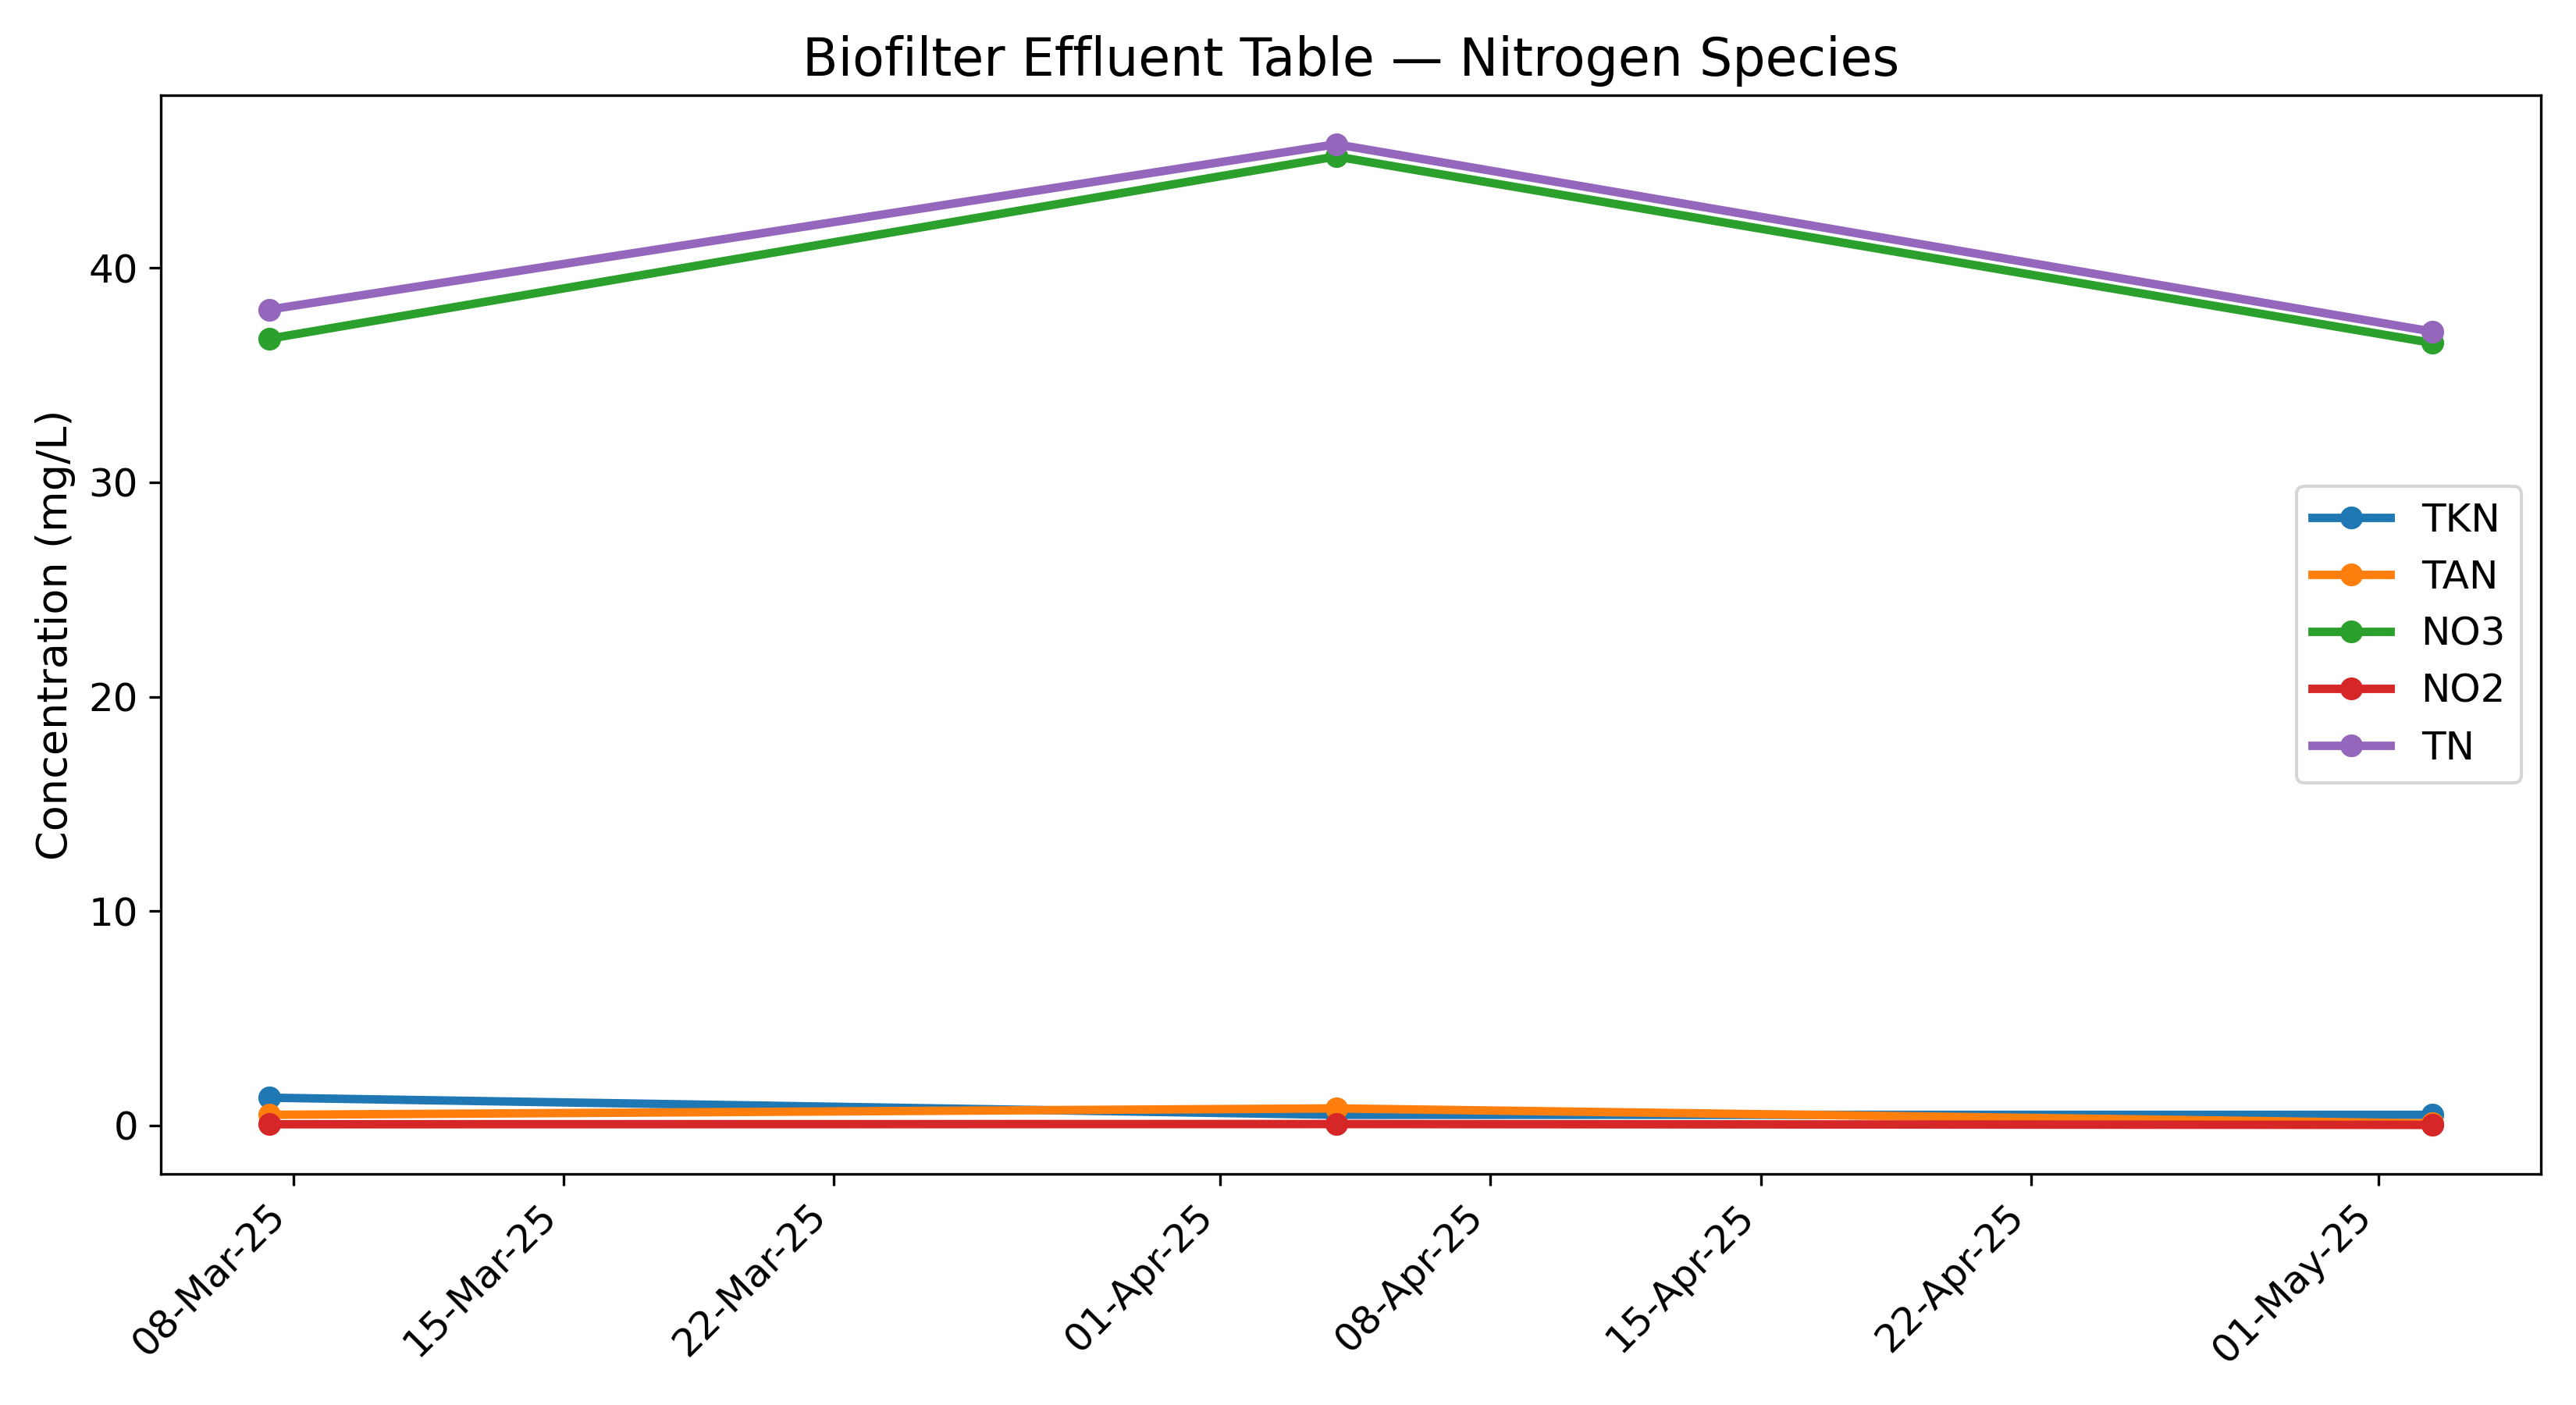 Biofilter Effluent Table — Nitrogen Species
Concentration (mg/L)
40
30
20
10
0
TKN
TAN
NO3
NO2
TN
08-Mar-25
15-Mar-25
22-Mar-25
01-Apr-25
08-Apr-25
15-Apr-25
22-Apr-25
01-May-25